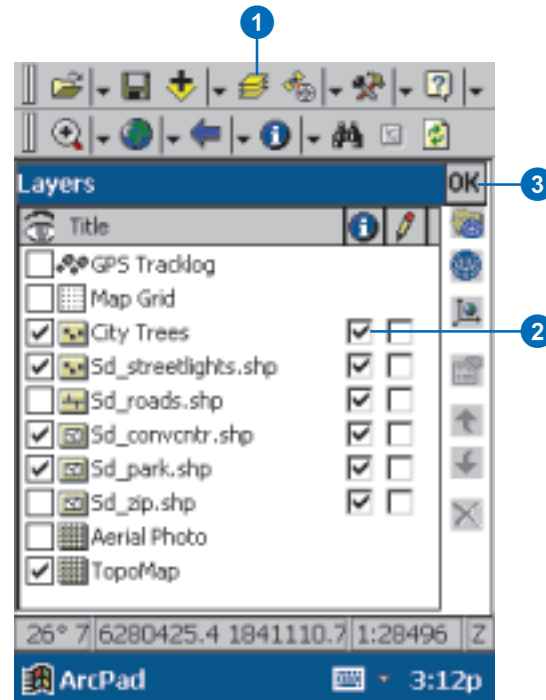 1
Layers OK 3
Title
GPS Tracklog
Map Grid
City Trees 2
Sd_streetlights.shp
Sd_roads.shp
Sd_convcntr.shp
Sd_park.shp
Sd_zip.shp
Aerial Photo
TopoMap
26° 7 6280425.4 1841110.7 1:28496 Z
ArcPad 3:12p